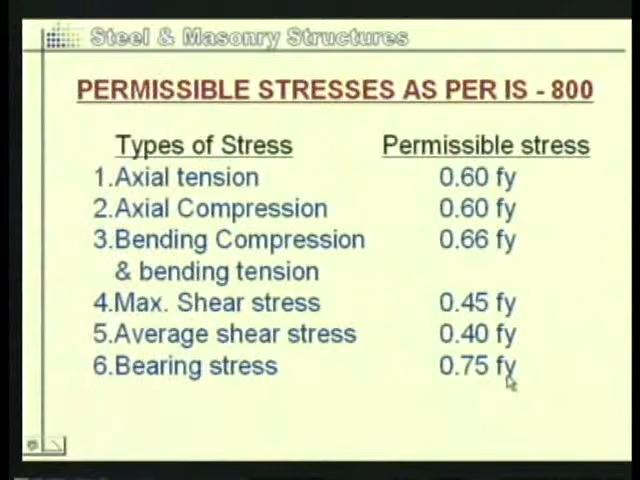 Steel & Masonry Structures
PERMISSIBLE STRESSES AS PER IS - 800
Types of Stress Permissible stress
1.Axial tension 0.60 fy
2.Axial Compression 0.60 fy
3.Bending Compression 0.66 fy
& bending tension
4.Max. Shear stress 0.45 fy
5.Average shear stress 0.40 fy
6.Bearing stress 0.75 fy